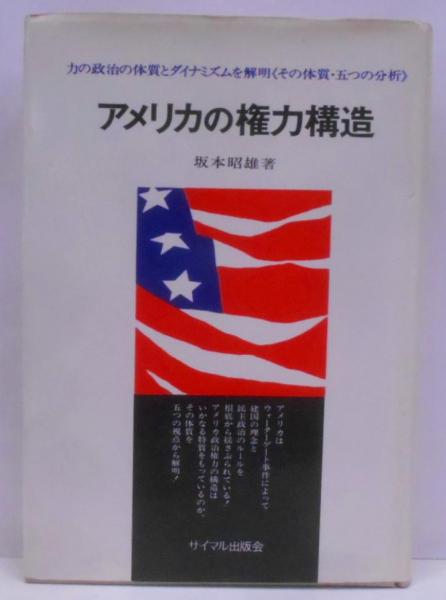 力の政治の体質とダイナミズムを解明《その体質・五つの分析》
アメリカの権力構造
坂本昭雄著
アメリカは
ウォーターゲート事件によって
建国の理念と
民主政治のルールを
根底から揺さぶられている！
アメリカ政治権力の構造は
いかなる特質をもっているのか、
その体質を
五つの視点から解明！
サイマル出版会